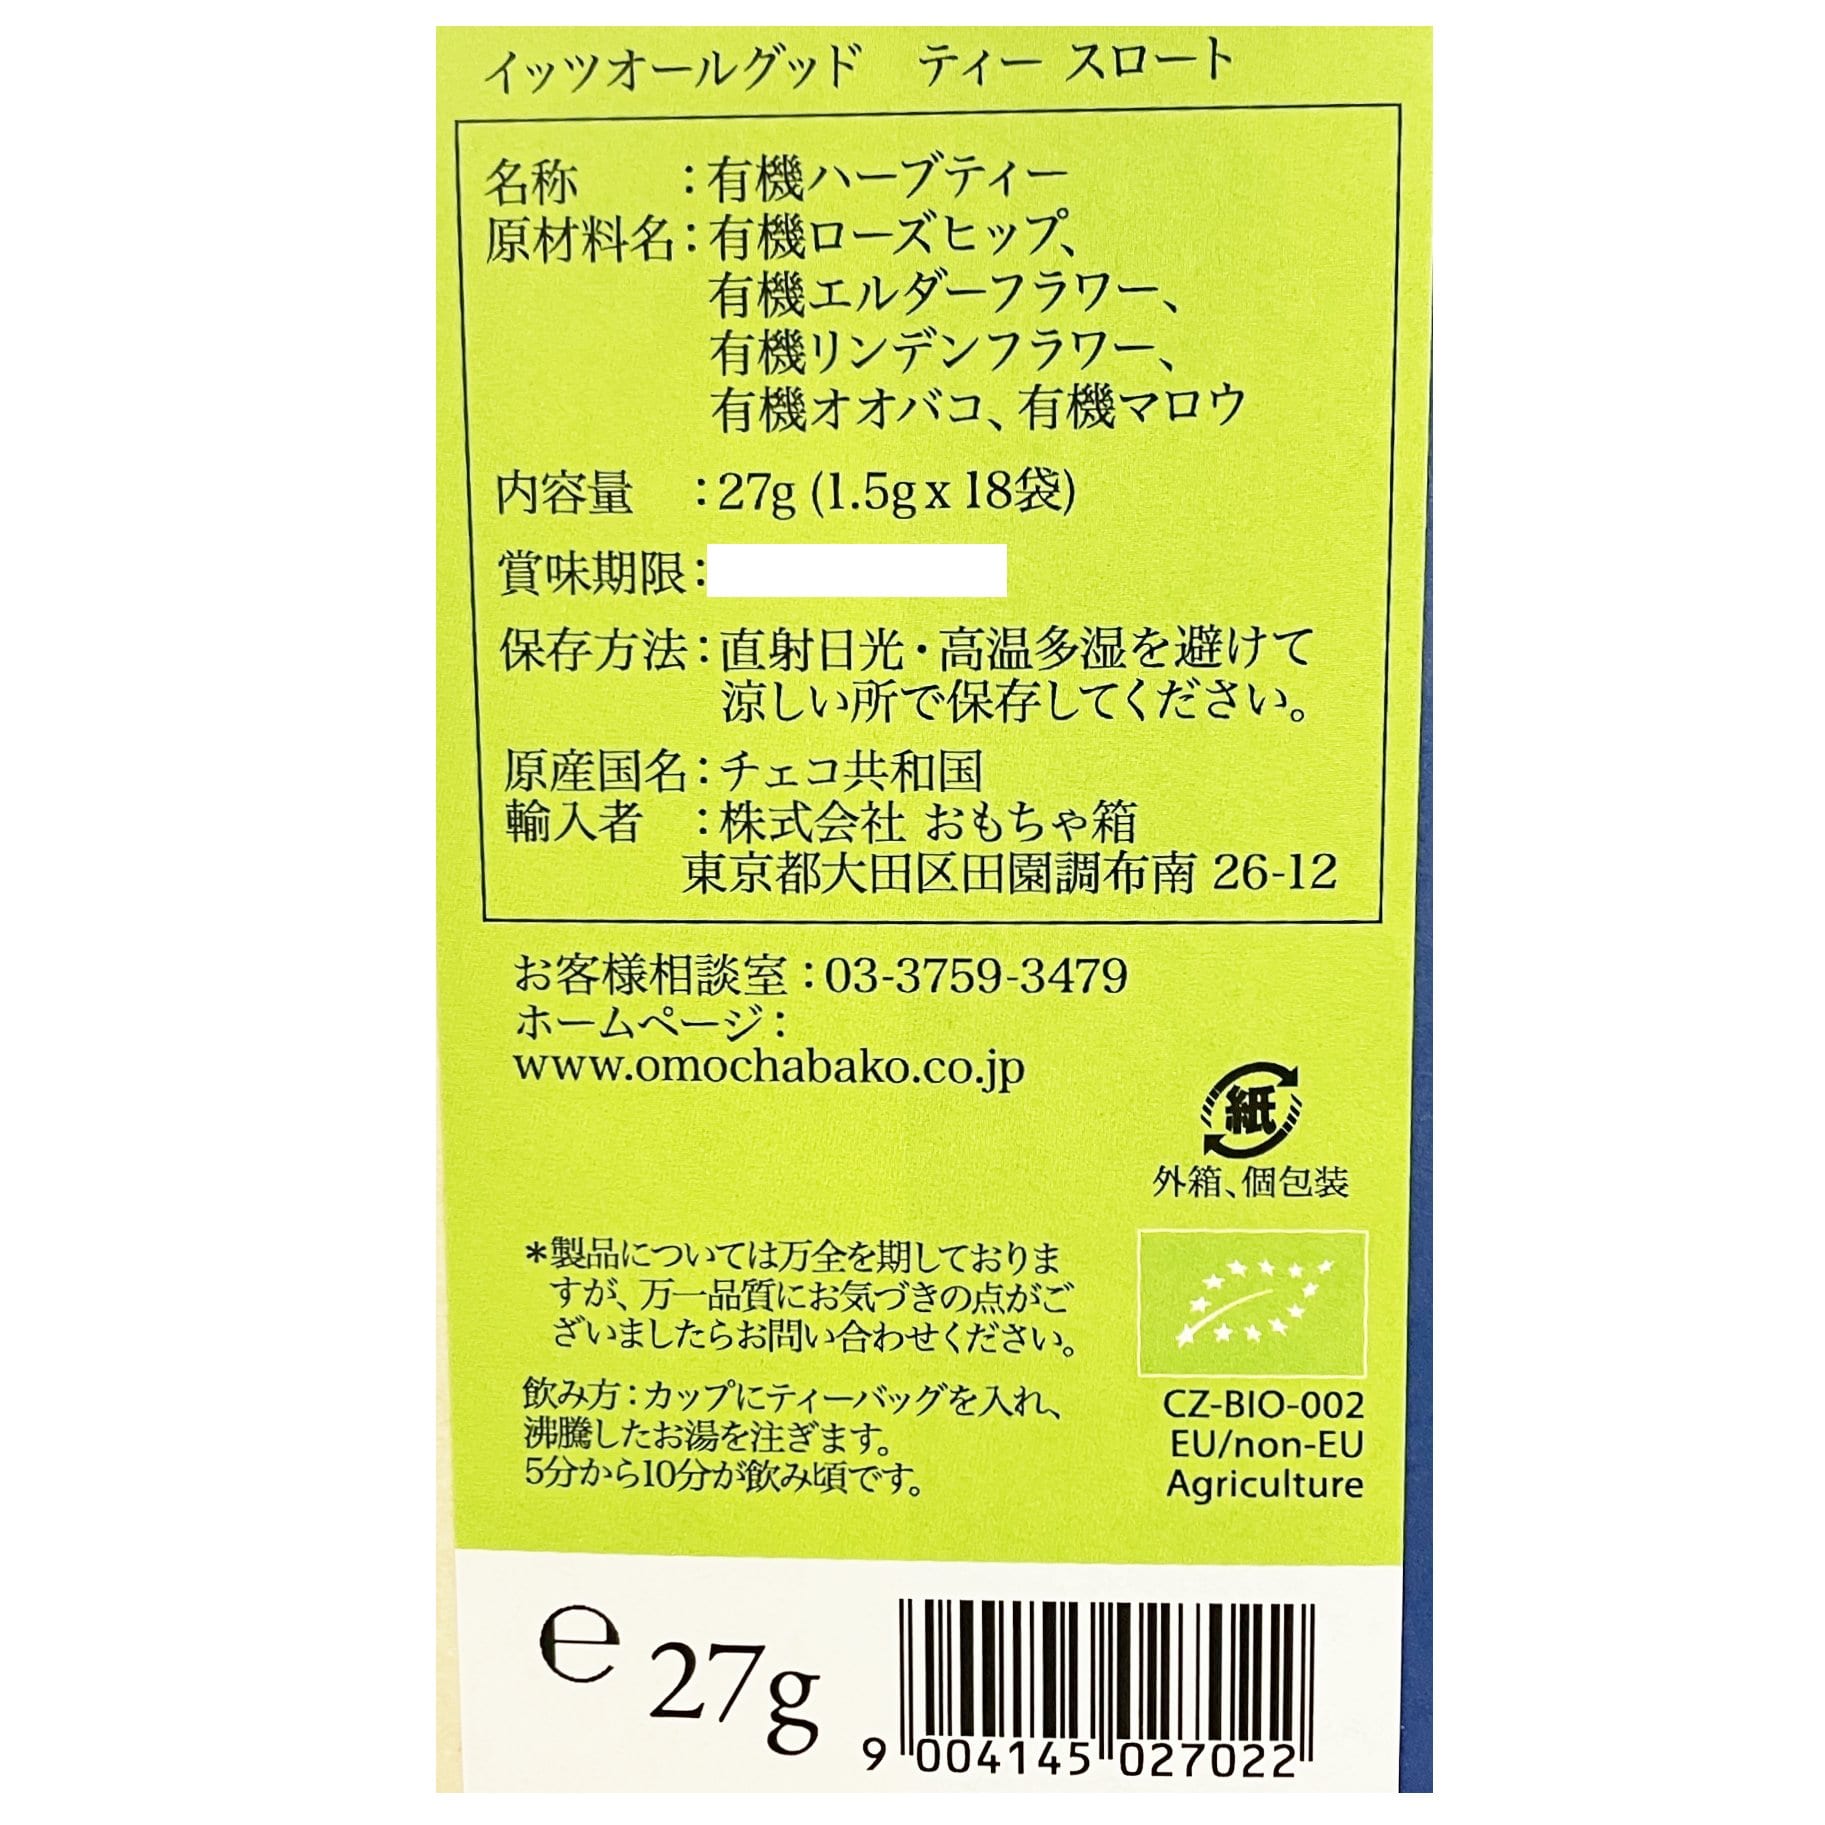 イッツオールグッド ティー スロート
名称 :有機ハーブティー
原材料名:有機ローズヒップ、
有機エルダーフラワー、
有機リンデンフラワー、
有機オオバコ、有機マロウ
内容量 :27g (1.5g x 18袋)
賞味期限:
保存方法:直射日光・高温多湿を避けて
涼しい所で保存してください。
原産国名:チェコ共和国
輸入者 :株式会社 おもちゃ箱
東京都大田区田園調布南 26-12
お客様相談室:03-3759-3479
ホームページ:
www.omochabako.co.jp
紙
外箱、個包装
*製品については万全を期しておりま
すが、万一品質にお気づきの点がご
ざいましたらお問い合わせください。
飲み方:カップにティーバッグを入れ、
沸騰したお湯を注ぎます。
5分から10分が飲み頃です。
CZ-BIO-002
EU/non-EU
Agriculture
℮ 27g
9 004145 027022